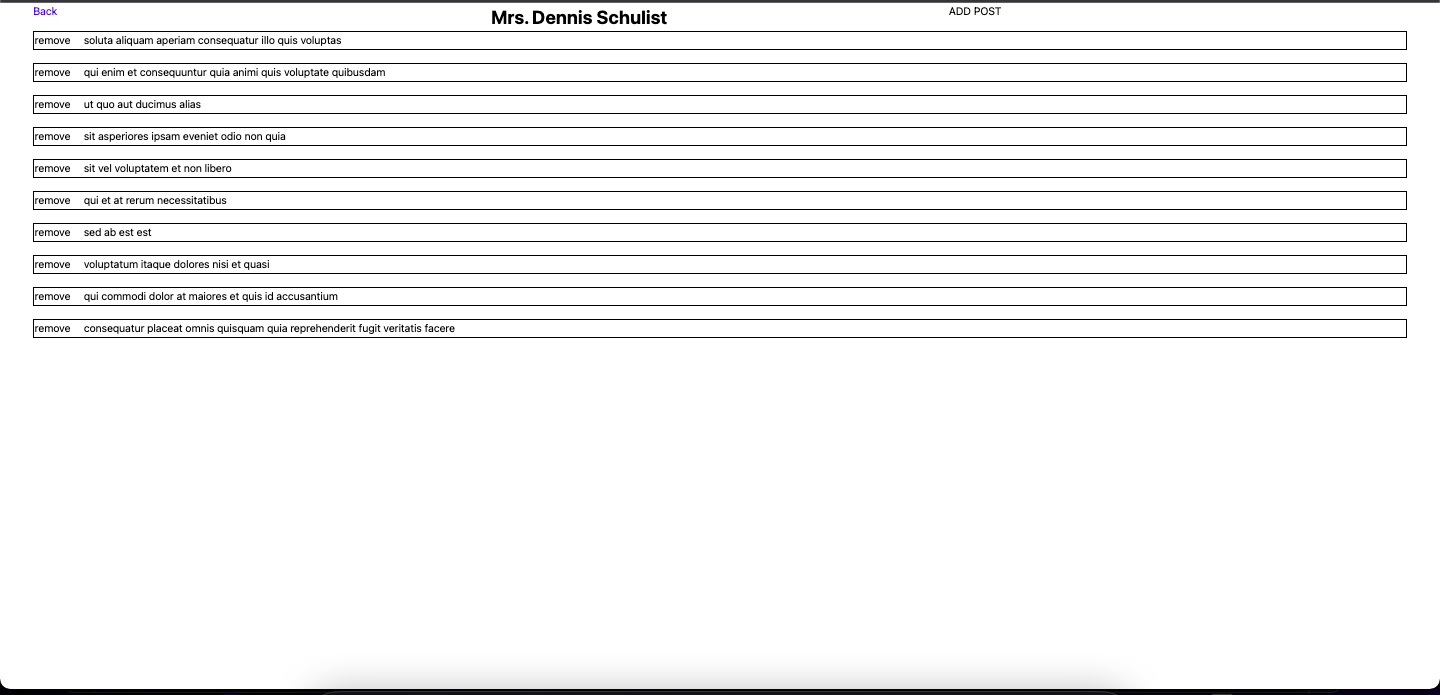 Back Mrs. Dennis Schulist ADD POST
remove soluta aliquam aperiam consequatur illo quis voluptas
remove qui enim et consequuntur quia animi quis voluptate quibusdam
remove ut quo aut ducimus alias
remove sit asperiores ipsam eveniet odio non quia
remove sit vel voluptatem et non libero
remove qui et at rerum necessitatibus
remove sed ab est est
remove voluptatum itaque dolores nisi et quasi
remove qui commodi dolor at maiores et quis id accusantium
remove consequatur placeat omnis quisquam quia reprehenderit fugit veritatis facere